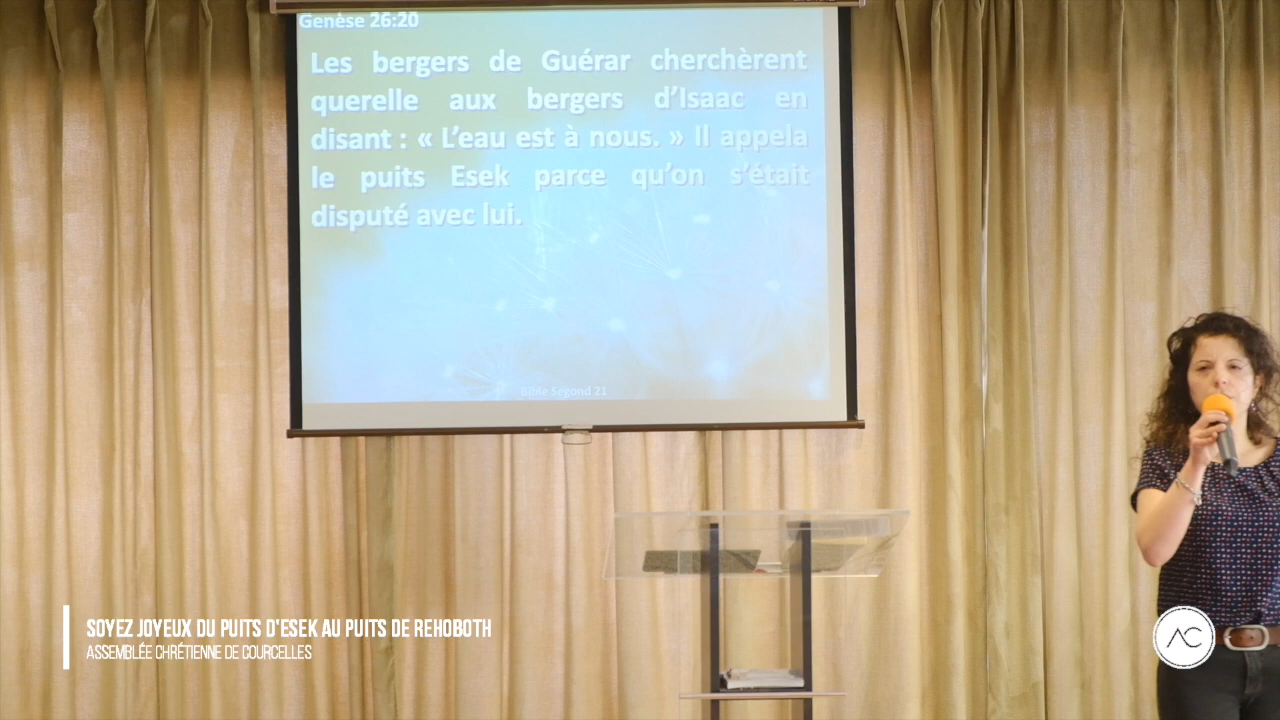 Genèse 26:20
Les bergers de Guérar cherchèrent
querelle aux bergers d'Isaac en
disant : « L'eau est à nous. » Il appela
le puits Esek parce qu'on s'était
disputé avec lui.
Bible Segond 21
SOYEZ JOYEUX DU PUITS D'ESEK AU PUITS DE REHOBOTH
ASSEMBLÉE CHRÉTIENNE DE COURCELLES
AC